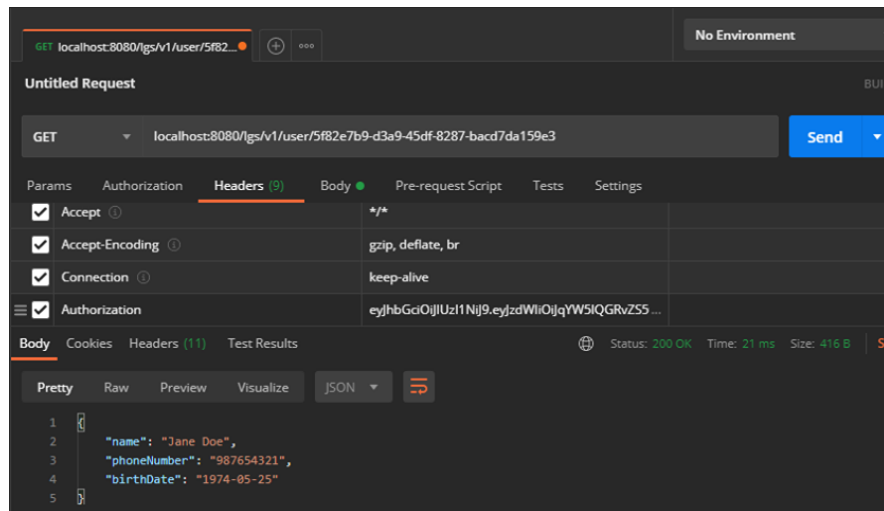 GET localhost:8080/lgs/v1/user/5f82...
No Environment
Untitled Request
BUI
GET localhost:8080/lgs/v1/user/5f82e7b9-d3a9-45df-8287-bacd7da159e3 Send
Params Authorization Headers (9) Body Pre-request Script Tests Settings
Accept */*
Accept-Encoding gzip, deflate, br
Connection keep-alive
Authorization eyJhbGciOiJIUzI1NiJ9.eyJzdWIiOiJqYW5lQGRvZS5 ...
Body Cookies Headers (11) Test Results Status: 200 OK Time: 21 ms Size: 416 B S
Pretty Raw Preview Visualize JSON
1 {
2 "name": "Jane Doe",
3 "phoneNumber": "987654321",
4 "birthDate": "1974-05-25"
5 }